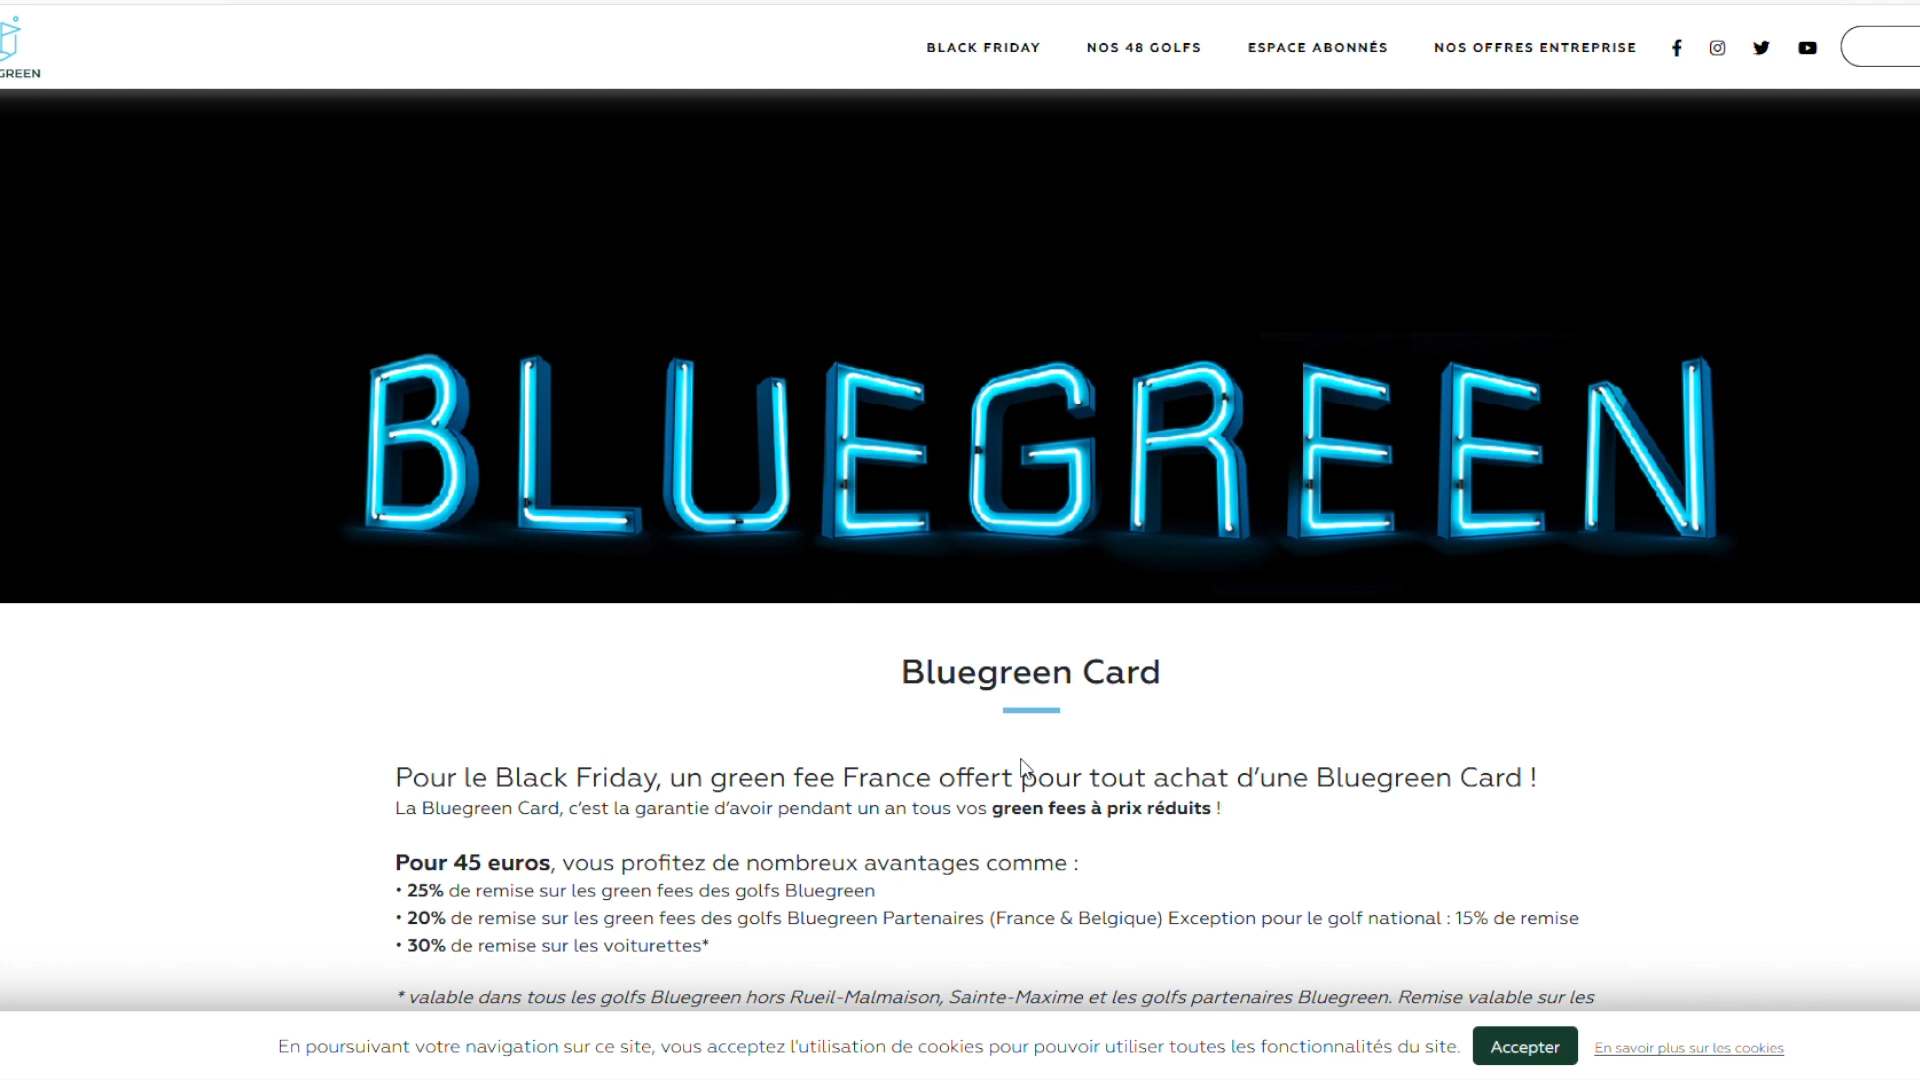 GREEN
BLACK FRIDAY
NOS 48 GOLFS
ESPACE ABONNÉS
NOS OFFRES ENTREPRISE
BLUEGREEN
Bluegreen Card
Pour le Black Friday, un green fee France offert pour tout achat d’une Bluegreen Card !
La Bluegreen Card, c’est la garantie d’avoir pendant un an tous vos green fees à prix réduits !
Pour 45 euros, vous profitez de nombreux avantages comme :
• 25% de remise sur les green fees des golfs Bluegreen
• 20% de remise sur les green fees des golfs Bluegreen Partenaires (France & Belgique) Exception pour le golf national : 15% de remise
• 30% de remise sur les voiturettes*
* valable dans tous les golfs Bluegreen hors Rueil-Malmaison, Sainte-Maxime et les golfs partenaires Bluegreen. Remise valable sur les
En poursuivant votre navigation sur ce site, vous acceptez l'utilisation de cookies pour pouvoir utiliser toutes les fonctionnalités du site.
Accepter
En savoir plus sur les cookies